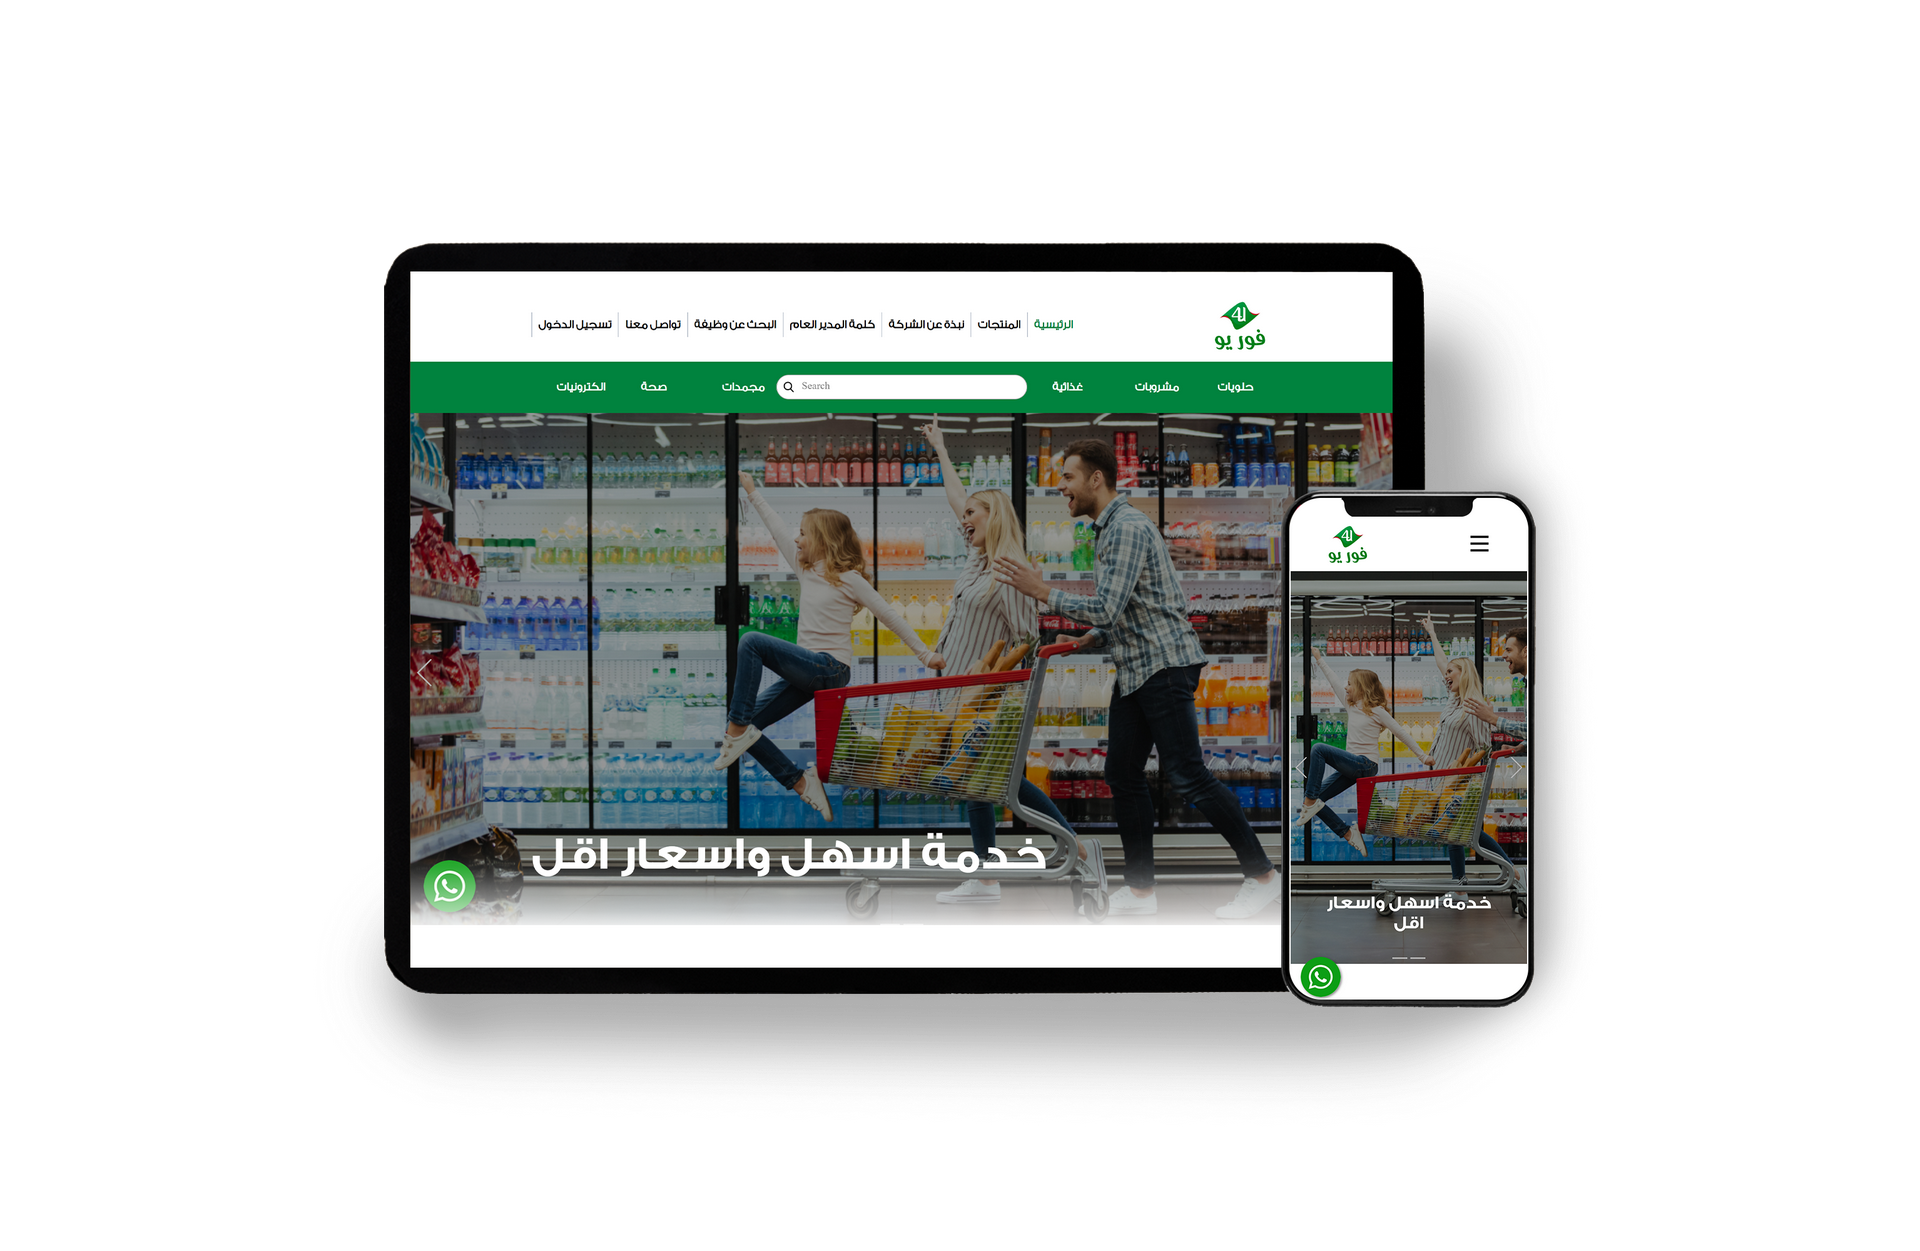 4U
فور يو
الرئيسية
المنتجات
نبذة عن الشركة
كلمة المدير العام
البحث عن وظيفة
تواصل معنا
تسجيل الدخول
حلويات
مشروبات
غذائية
Search
مجمدات
صحة
الكترونيات
خدمة اسهل واسعار اقل
4U
فور يو
خدمة اسهل واسعار
اقل